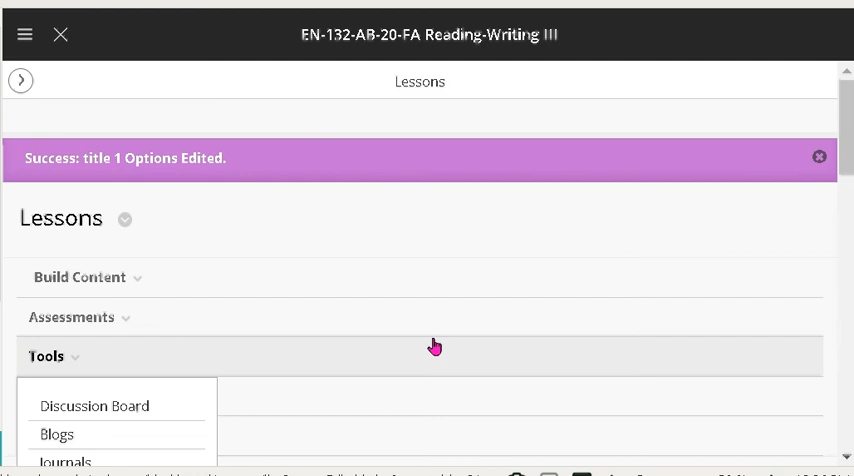 EN-132-AB-20-FA Reading-Writing III
Lessons
Success: title 1 Options Edited.
Lessons
Build Content
Assessments
Tools
Discussion Board
Blogs
Journals